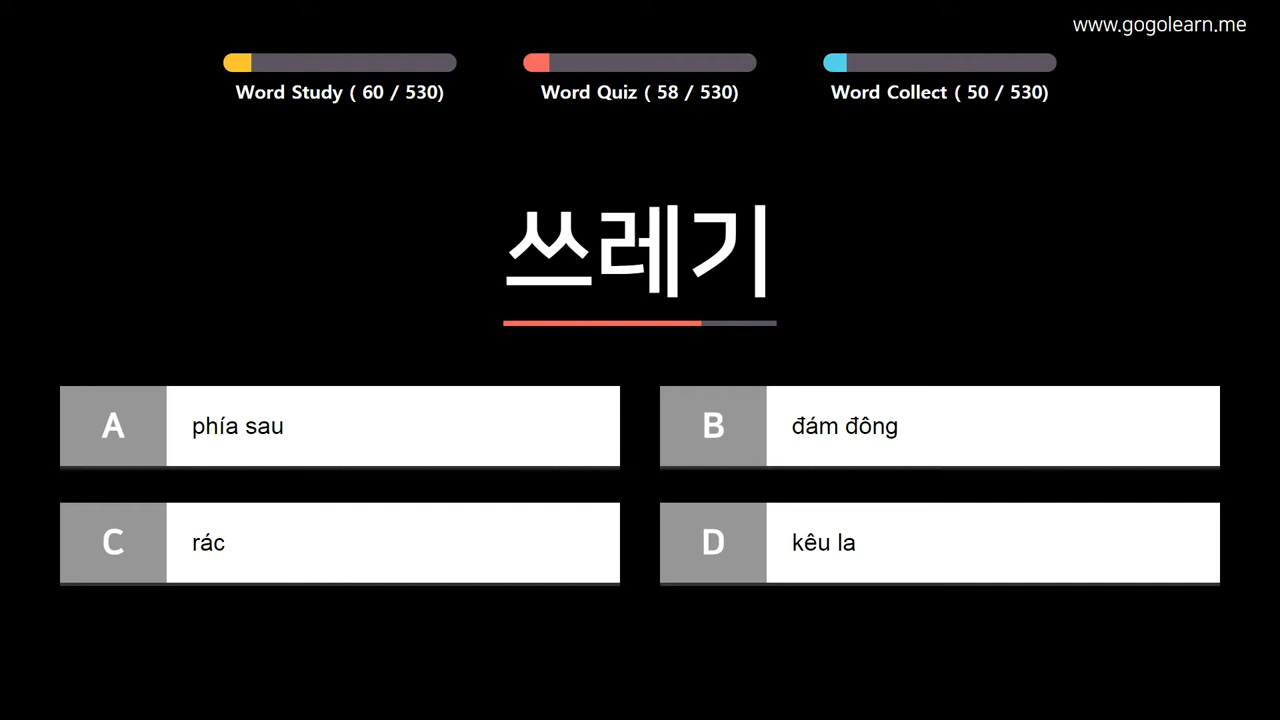 www.gogolearn.me
Word Study ( 60 / 530)
Word Quiz ( 58 / 530)
Word Collect ( 50 / 530)
쓰레기
A phía sau
B đám đông
C rác
D kêu la